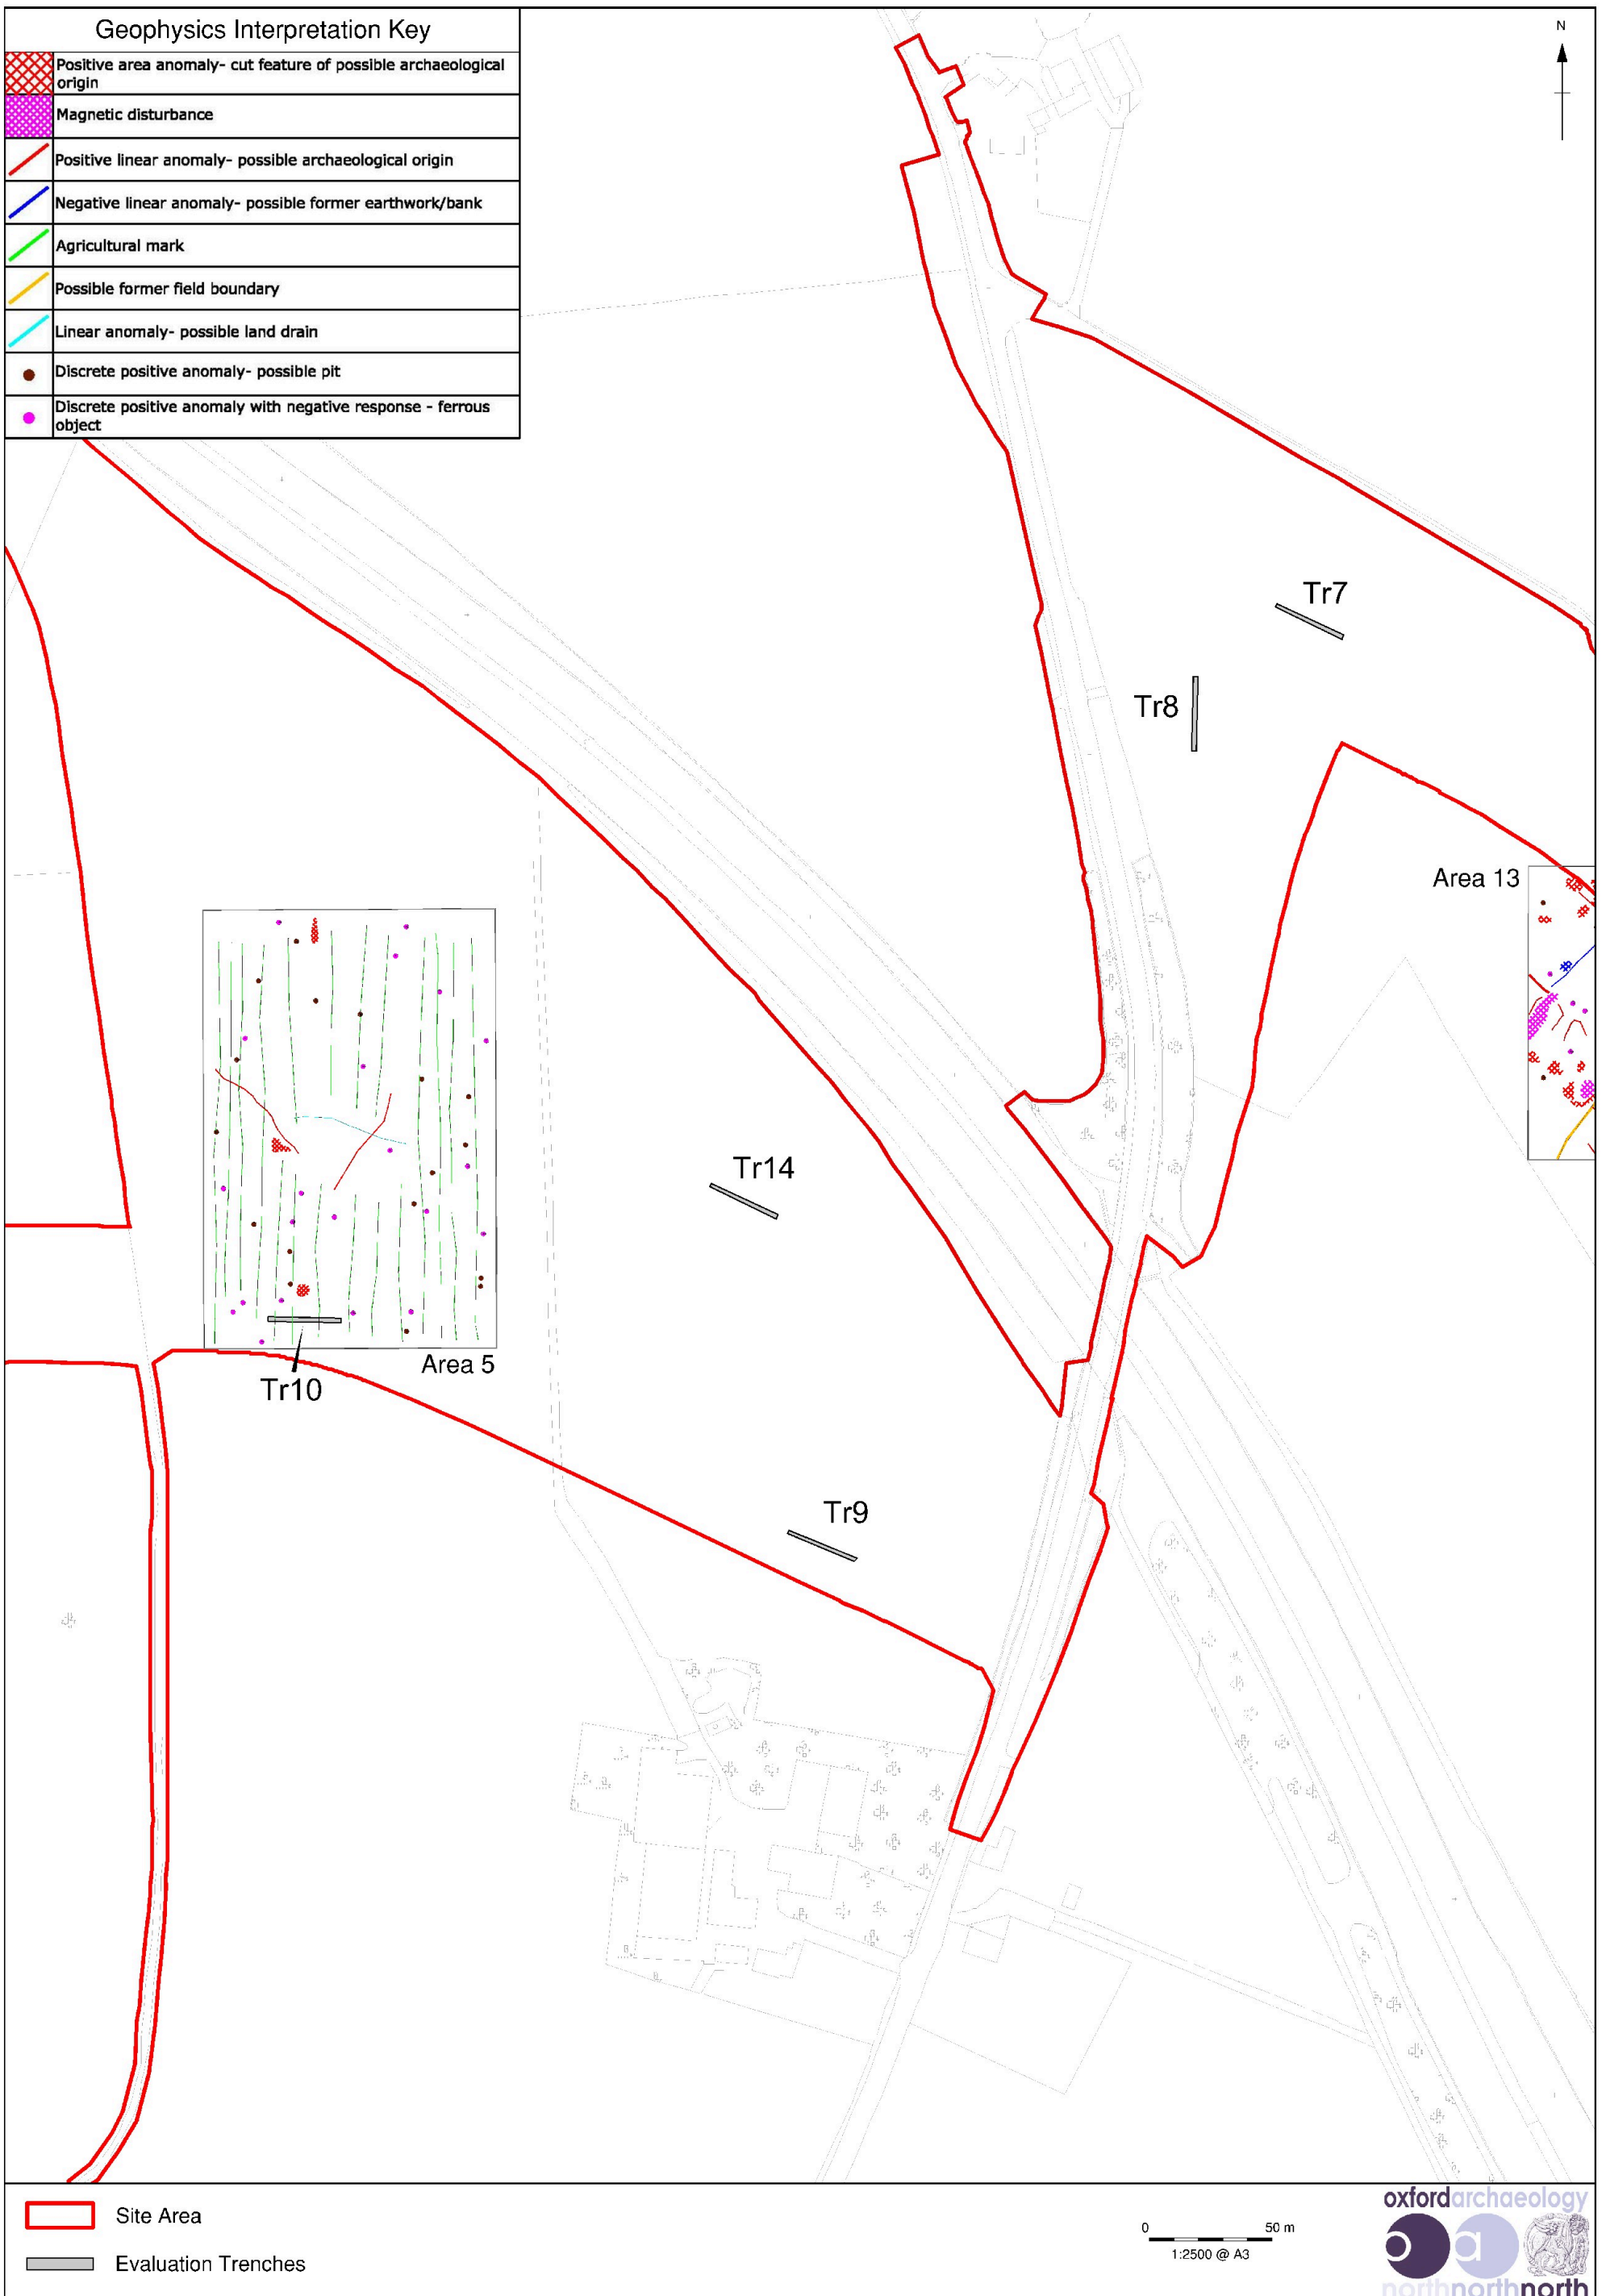 Geophysics Interpretation Key
Positive area anomaly- cut feature of possible archaeological
origin
Magnetic disturbance
Positive linear anomaly- possible archaeological origin
Negative linear anomaly- possible former earthwork/bank
Agricultural mark
Possible former field boundary
Linear anomaly- possible land drain
Discrete positive anomaly- possible pit
Discrete positive anomaly with negative response - ferrous
object
N
Tr7
Tr8
Area 13
Tr14
Area 5
Tr10
Tr9
Site Area
Evaluation Trenches
0 50 m
1:2500 @ A3
oxfordarchaeology
oa
northnorthnorth